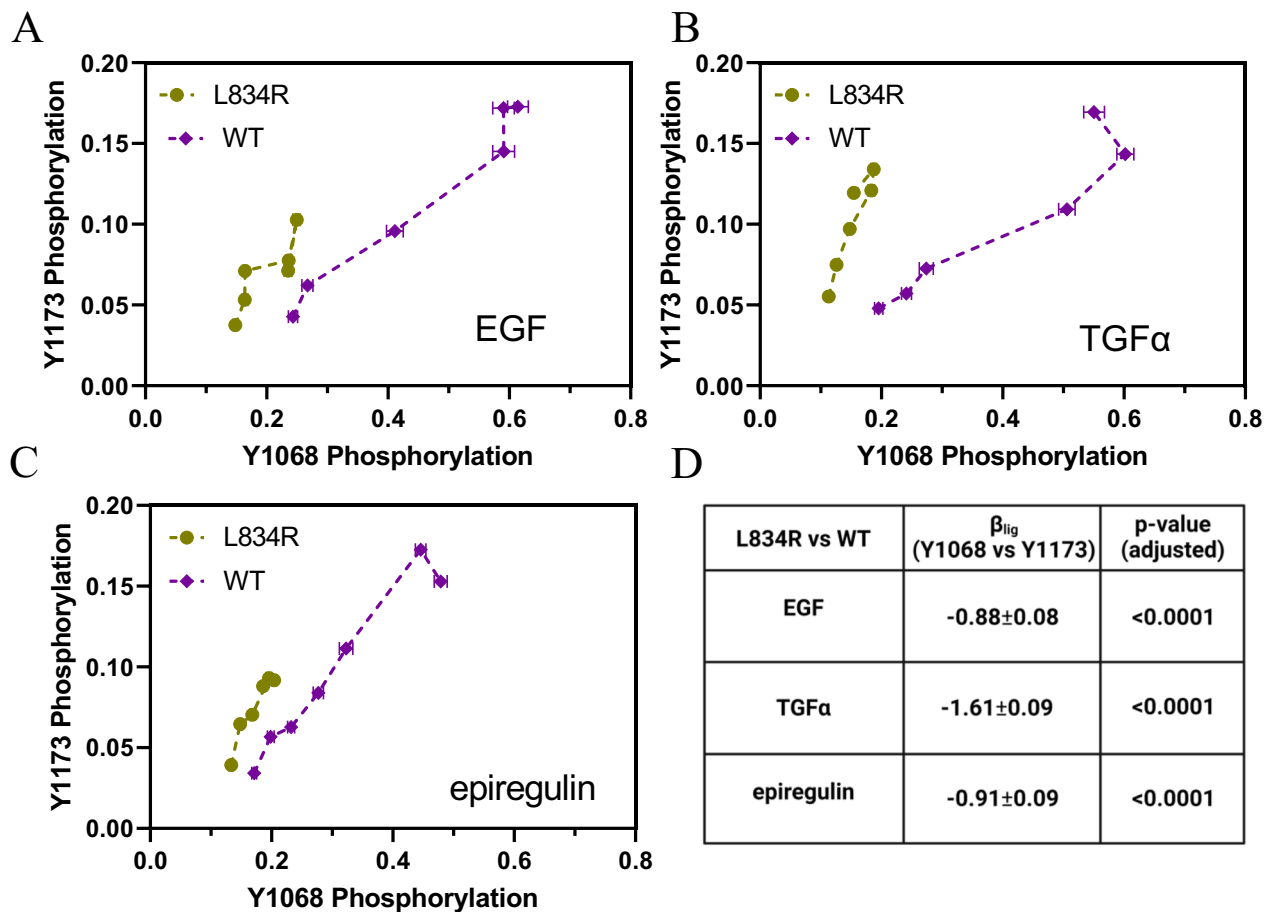 A
0.20
0.15
0.10
0.05
0.00
Y1173 Phosphorylation
L834R
WT
EGF
0.0 0.2 0.4 0.6 0.8
Y1068 Phosphorylation
B
0.20
0.15
0.10
0.05
0.00
Y1173 Phosphorylation
L834R
WT
TGFα
0.0 0.2 0.4 0.6 0.8
Y1068 Phosphorylation
C
0.20
0.15
0.10
0.05
0.00
Y1173 Phosphorylation
L834R
WT
epiregulin
0.0 0.2 0.4 0.6 0.8
Y1068 Phosphorylation
D
L834R vs WT
βlig
(Y1068 vs Y1173)
p-value
(adjusted)
EGF
-0.88±0.08
<0.0001
TGFα
-1.61±0.09
<0.0001
epiregulin
-0.91±0.09
<0.0001